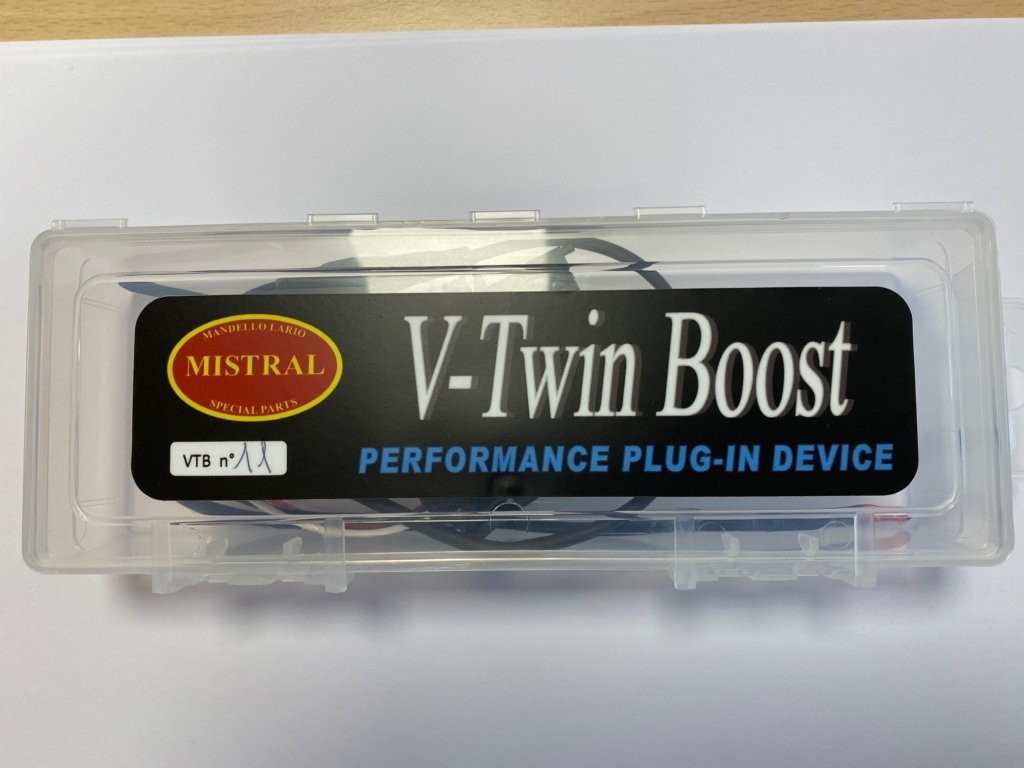 MANDELLO LARIO
MISTRAL
SPECIAL PARTS
V-Twin Boost
VTB n° 11
PERFORMANCE PLUG-IN DEVICE